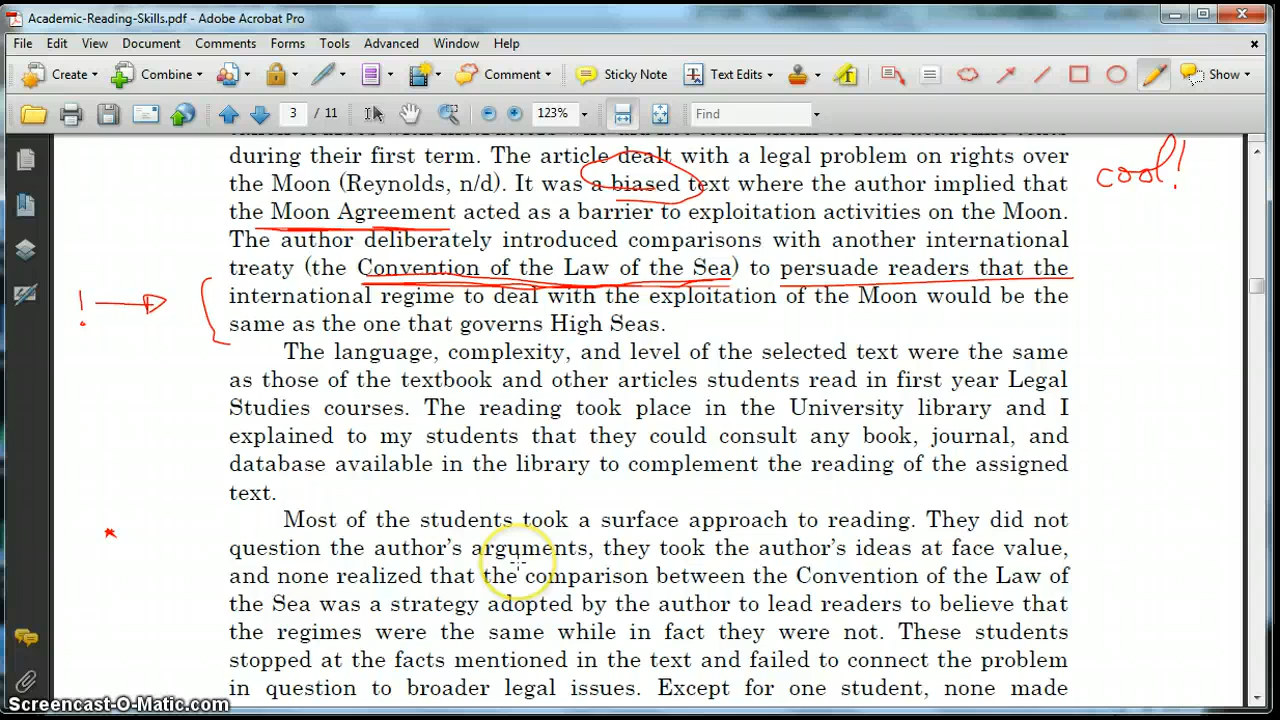 Academic-Reading-Skills.pdf - Adobe Acrobat Pro
File Edit View Document Comments Forms Tools Advanced Window Help
Create Combine Comment Sticky Note Text Edits Show
3 / 11 123% Find
during their first term. The article dealt with a legal problem on rights over
the Moon (Reynolds, n/d). It was a biased text where the author implied that
the Moon Agreement acted as a barrier to exploitation activities on the Moon.
The author deliberately introduced comparisons with another international
treaty (the Convention of the Law of the Sea) to persuade readers that the
international regime to deal with the exploitation of the Moon would be the
same as the one that governs High Seas.
cool!
!
The language, complexity, and level of the selected text were the same
as those of the textbook and other articles students read in first year Legal
Studies courses. The reading took place in the University library and I
explained to my students that they could consult any book, journal, and
database available in the library to complement the reading of the assigned
text.
*
Most of the students took a surface approach to reading. They did not
question the author's arguments, they took the author's ideas at face value,
and none realized that the comparison between the Convention of the Law of
the Sea was a strategy adopted by the author to lead readers to believe that
the regimes were the same while in fact they were not. These students
stopped at the facts mentioned in the text and failed to connect the problem
in question to broader legal issues. Except for one student, none made
Screencast-O-Matic.com